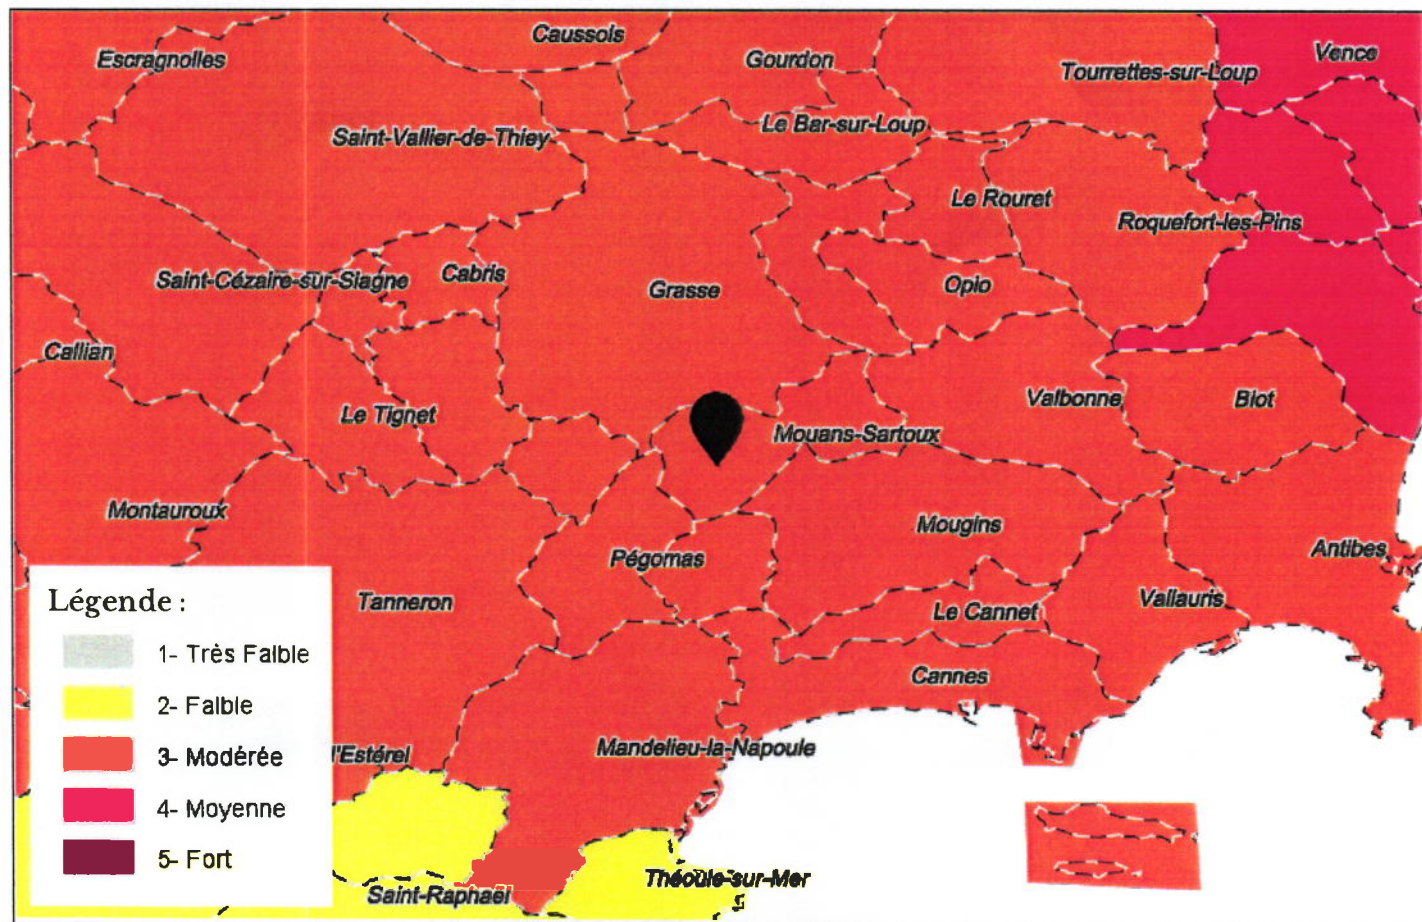 Caussols
Escragnolles
Gourdon
Vence
Tourrettes-sur-Loup
Le Bar-sur-Loup
Saint-Vallier-de-Thiey
Le Rouret
Roquefort-les-Pins
Saint-Cézaire-sur-Siagne
Cabris
Grasse
Opio
Callian
Le Tignet
Valbonne
Biot
Mouans-Sartoux
Montauroux
Mougins
Antibes
Pégomas
Tanneron
Le Cannet
Vallauris
Cannes
l'Estérel
Mandelieu-la-Napoule
Saint-Raphaël
Théoule-sur-Mer
Légende :
1- Très Faible
2- Faible
3- Modérée
4- Moyenne
5- Fort